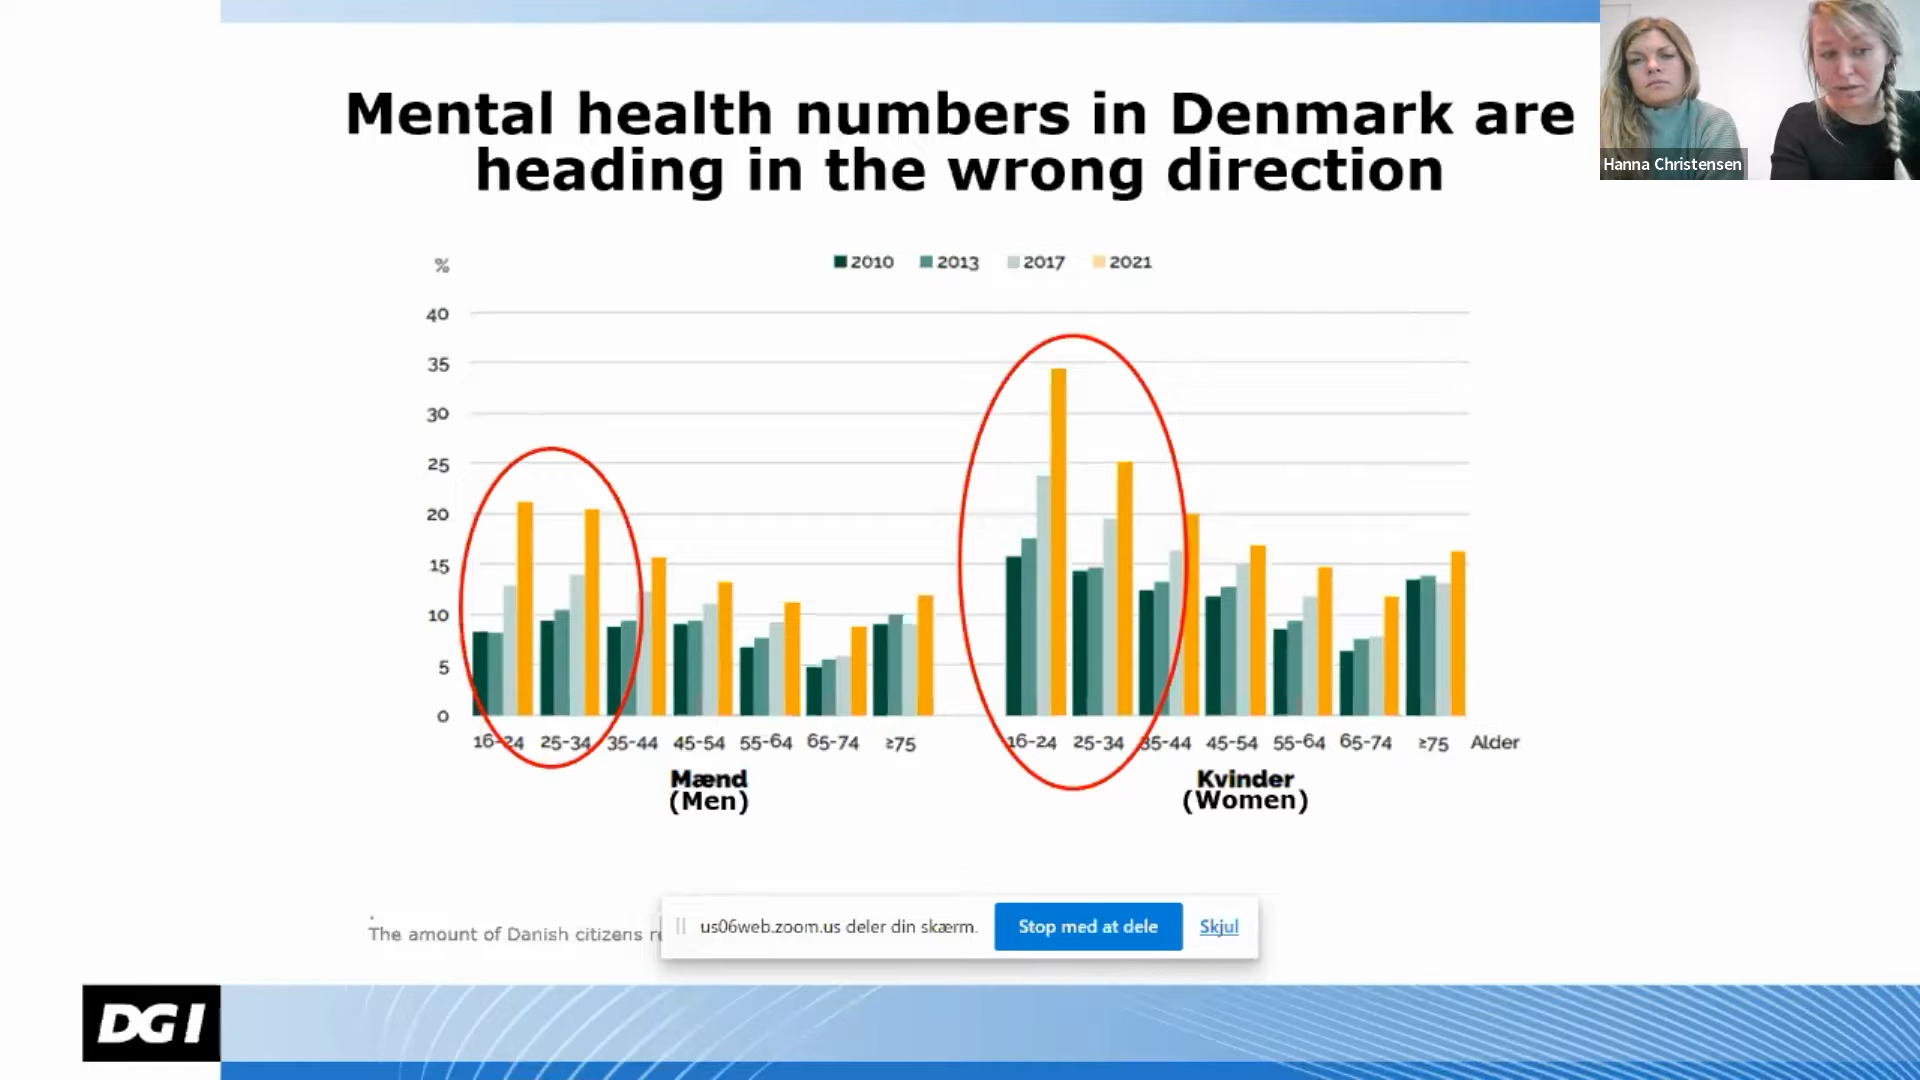 Mental health numbers in Denmark are
heading in the wrong direction
Hanna Christensen
%
2010 2013 2017 2021
40
35
30
25
20
15
10
5
0
16-24 25-34 35-44 45-54 55-64 65-74 ≥75 16-24 25-34 35-44 45-54 55-64 65-74 ≥75 Alder
Mænd
(Men)
Kvinder
(Women)
The amount of Danish citizens
us06web.zoom.us deler din skærm. Stop med at dele Skjul
DGI